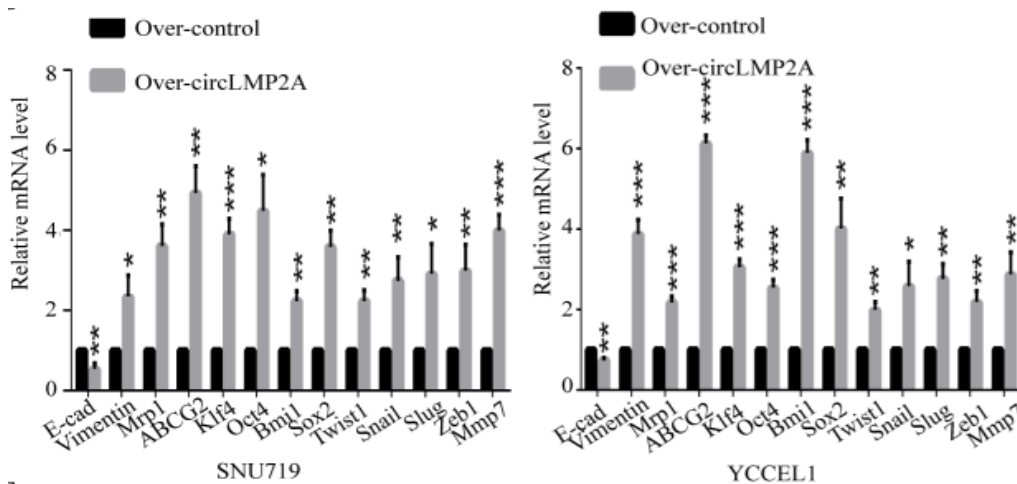 Over-control
Over-circLMP2A
Relative mRNA level
8
6
4
2
0
** * ** ** *** * ** ** ** ** * ** ***
E-cad Vimentin Mrp1 ABCG2 Klf4 Oct4 Bmi1 Sox2 Twist1 Snail Slug Zeb1 Mmp7
SNU719
Over-control
Over-circLMP2A
Relative mRNA level
8
6
4
2
0
** *** *** *** *** *** *** ** ** * ** ** **
E-cad Vimentin Mrp1 ABCG2 Klf4 Oct4 Bmi1 Sox2 Twist1 Snail Slug Zeb1 Mmp7
YCCEL1